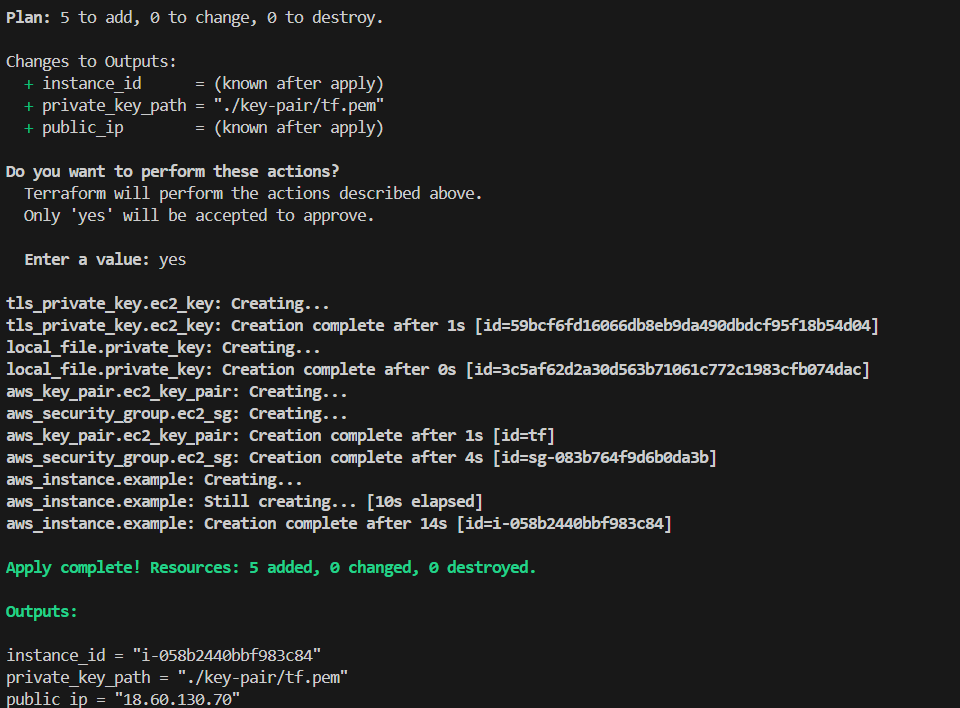 Plan: 5 to add, 0 to change, 0 to destroy.
Changes to Outputs:
+ instance_id = (known after apply)
+ private_key_path = "./key-pair/tf.pem"
+ public_ip = (known after apply)
Do you want to perform these actions?
Terraform will perform the actions described above.
Only 'yes' will be accepted to approve.
Enter a value: yes
tls_private_key.ec2_key: Creating...
tls_private_key.ec2_key: Creation complete after 1s [id=59bcf6fd16066db8eb9da490dbdcf95f18b54d04]
local_file.private_key: Creating...
local_file.private_key: Creation complete after 0s [id=3c5af62d2a30d563b71061c772c1983cfb074dac]
aws_key_pair.ec2_key_pair: Creating...
aws_security_group.ec2_sg: Creating...
aws_key_pair.ec2_key_pair: Creation complete after 1s [id=tf]
aws_security_group.ec2_sg: Creation complete after 4s [id=sg-083b764f9d6b0da3b]
aws_instance.example: Creating...
aws_instance.example: Still creating... [10s elapsed]
aws_instance.example: Creation complete after 14s [id=i-058b2440bbf983c84]
Apply complete! Resources: 5 added, 0 changed, 0 destroyed.
Outputs:
instance_id = "i-058b2440bbf983c84"
private_key_path = "./key-pair/tf.pem"
public_ip = "18.60.130.70"